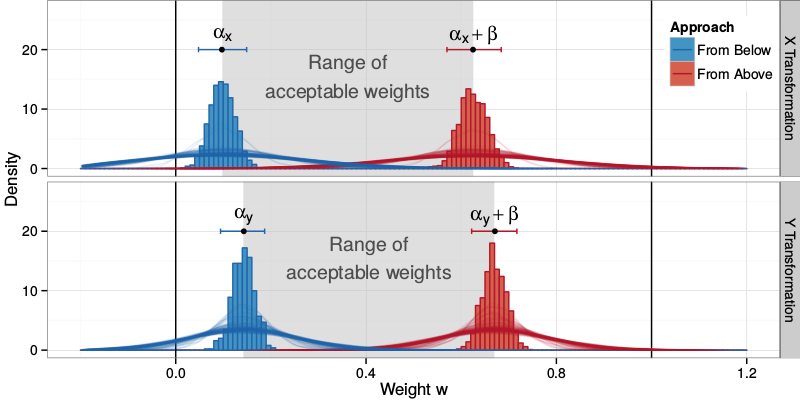 αx
αx + β
Range of
acceptable weights
Approach
From Below
From Above
X Transformation
20
10
0
Density
αy
αy + β
Range of
acceptable weights
Y Transformation
20
10
0
0.0
0.4
0.8
1.2
Weight w